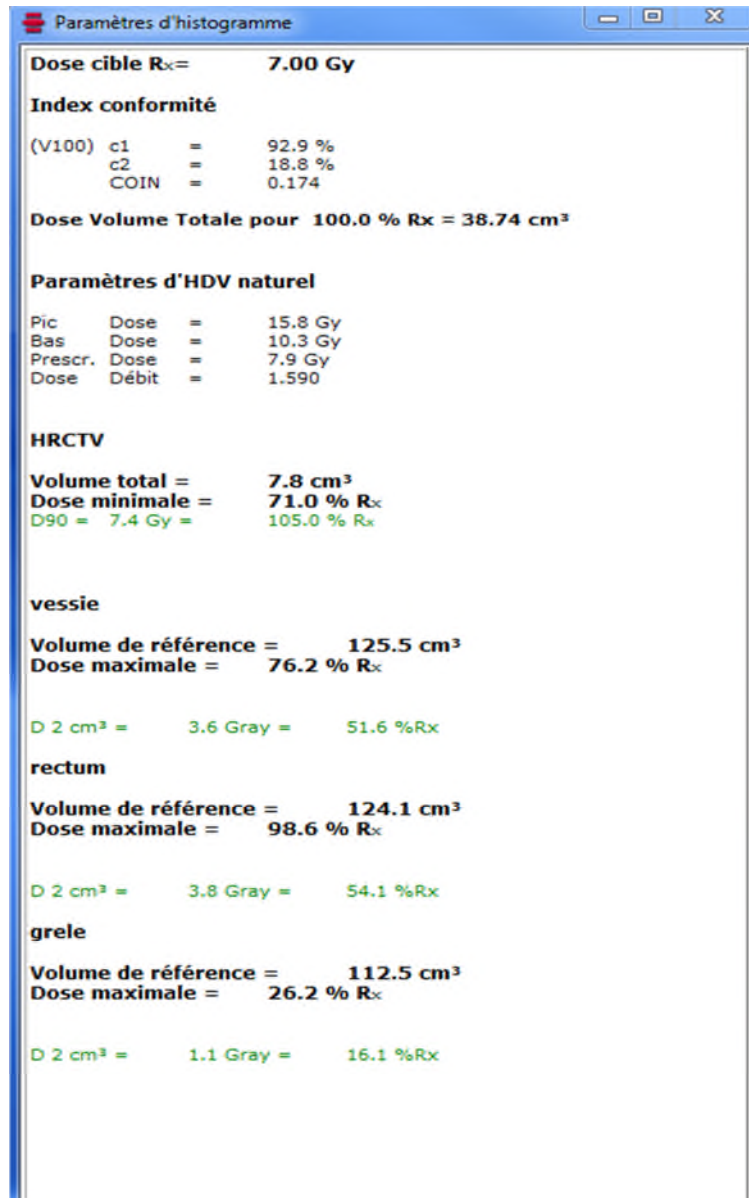 Paramètres d'histogramme
Dose cible Rx= 7.00 Gy
Index conformité
(V100) c1 = 92.9 %
c2 = 18.8 %
COIN = 0.174
Dose Volume Totale pour 100.0 % Rx = 38.74 cm³
Paramètres d'HDV naturel
Pic Dose = 15.8 Gy
Bas Dose = 10.3 Gy
Prescr. Dose = 7.9 Gy
Dose Débit = 1.590
HRCTV
Volume total = 7.8 cm³
Dose minimale = 71.0 % Rx
D90 = 7.4 Gy = 105.0 % Rx
vessie
Volume de référence = 125.5 cm³
Dose maximale = 76.2 % Rx
D 2 cm³ = 3.6 Gray = 51.6 %Rx
rectum
Volume de référence = 124.1 cm³
Dose maximale = 98.6 % Rx
D 2 cm³ = 3.8 Gray = 54.1 %Rx
grele
Volume de référence = 112.5 cm³
Dose maximale = 26.2 % Rx
D 2 cm³ = 1.1 Gray = 16.1 %Rx